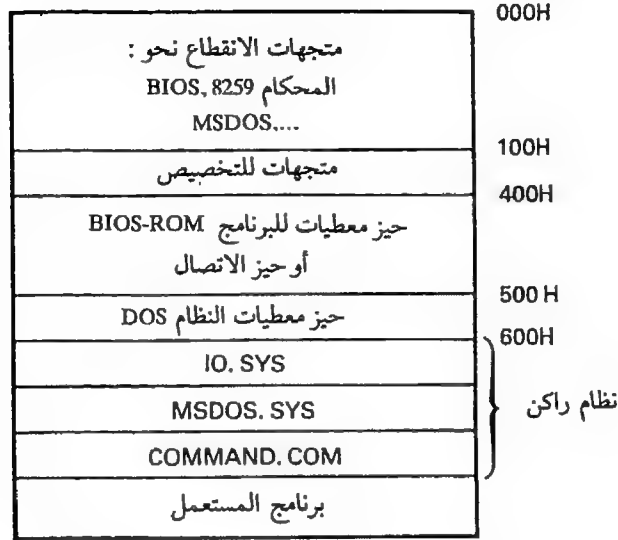 000H
متجهات الانقطاع نحو :
المحكام 8259 ,BIOS
MSDOS,...
100H
متجهات للتخصيص
400H
حيز معطيات للبرنامج BIOS-ROM
أو حيز الاتصال
500 H
حيز معطيات النظام DOS
600H
IO. SYS
MSDOS. SYS
نظام راكن
COMMAND. COM
برنامج المستعمل